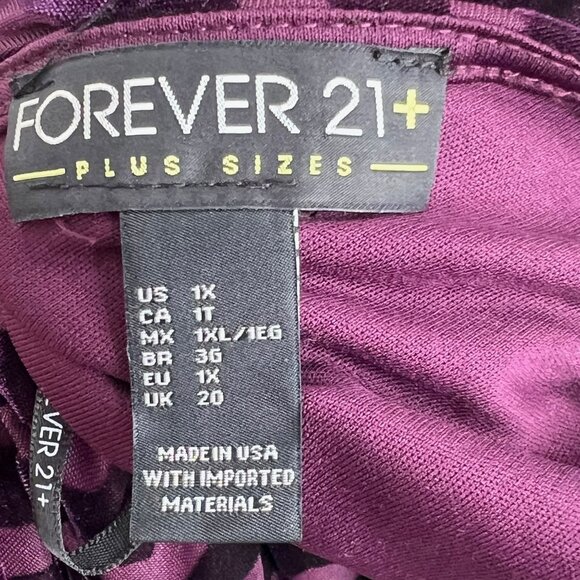 FOREVER 21+
PLUS SIZES
US 1X
CA 1T
MX 1XL/1EG
BR 3G
EU 1X
UK 20
MADE IN USA
WITH IMPORTED
MATERIALS
EVER 21+